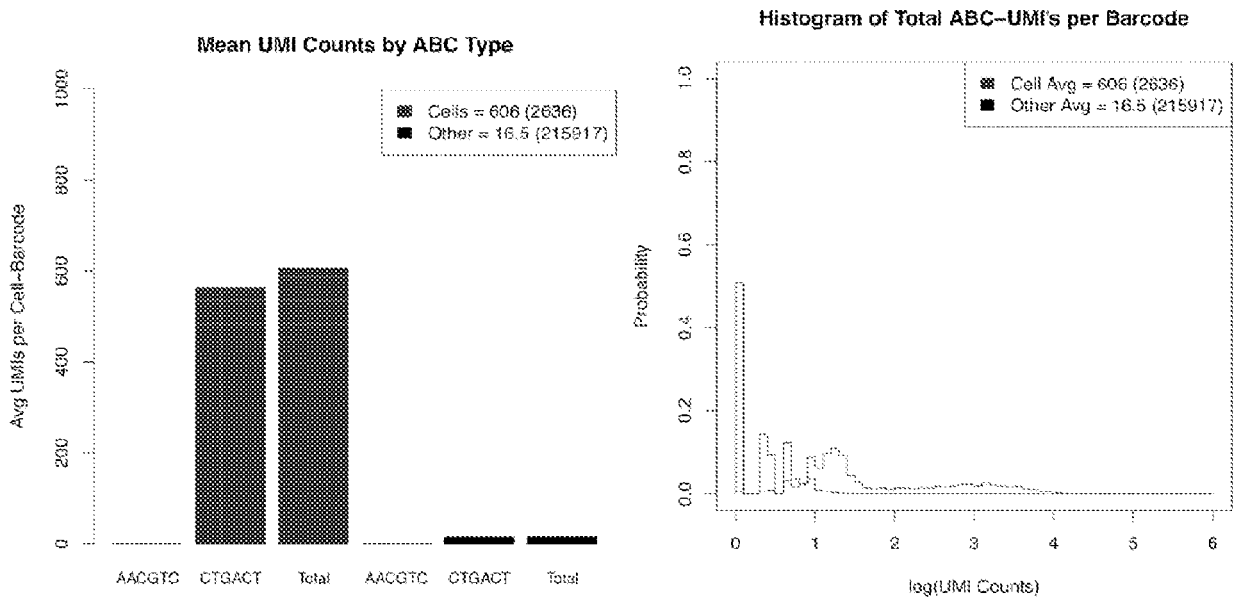 Mean UMI Counts by ABC Type
Avg UMIs per Cell-Barcode
1000
800
600
400
200
0
Cells = 606 (2636)
Other = 16.5 (215917)
AACGTC CTGACT Total AACGTC CTGACT Total
Histogram of Total ABC-UMI's per Barcode
Probability
1.0
0.8
0.6
0.4
0.2
0.0
Cell Avg = 606 (2636)
Other Avg = 16.5 (215917)
0 1 2 3 4 5 6
log(UMI Counts)